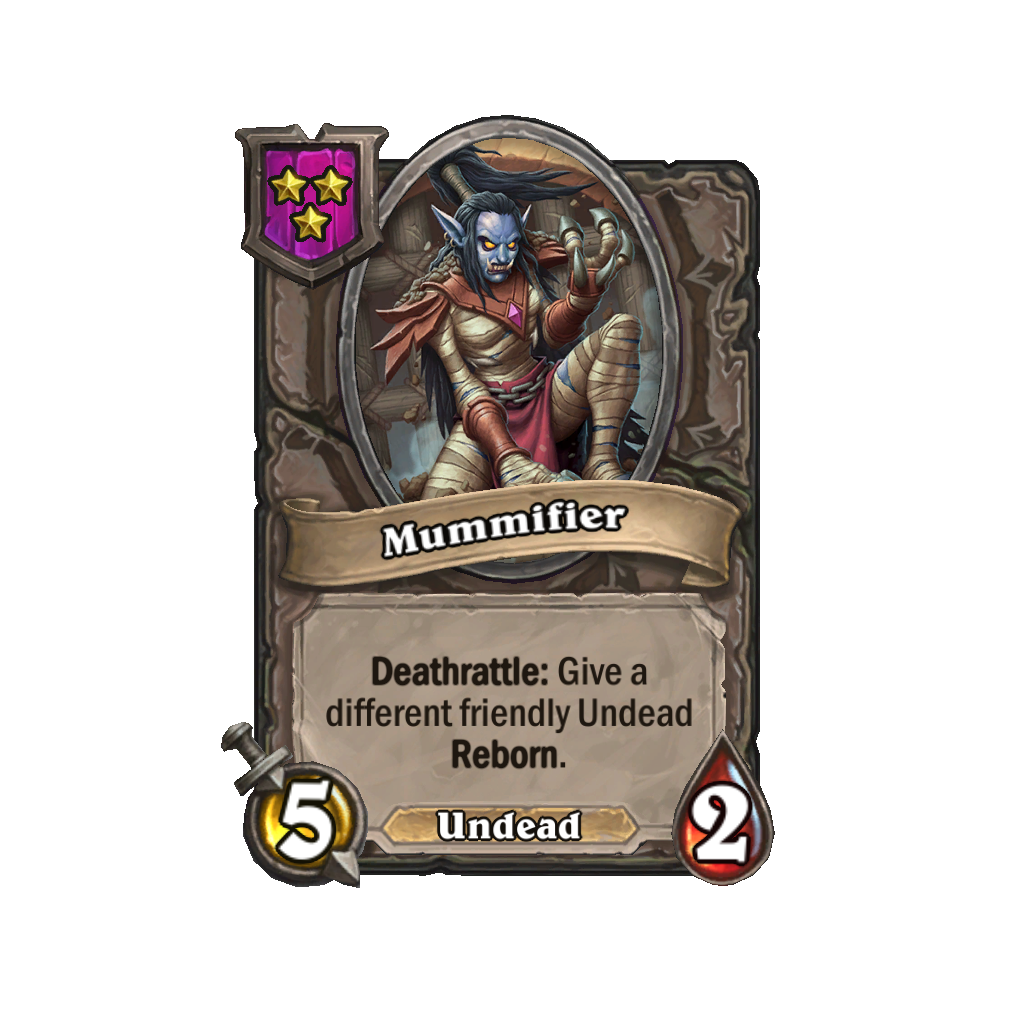 Mummifier
Deathrattle: Give a
different friendly Undead
Reborn.
5
Undead
2